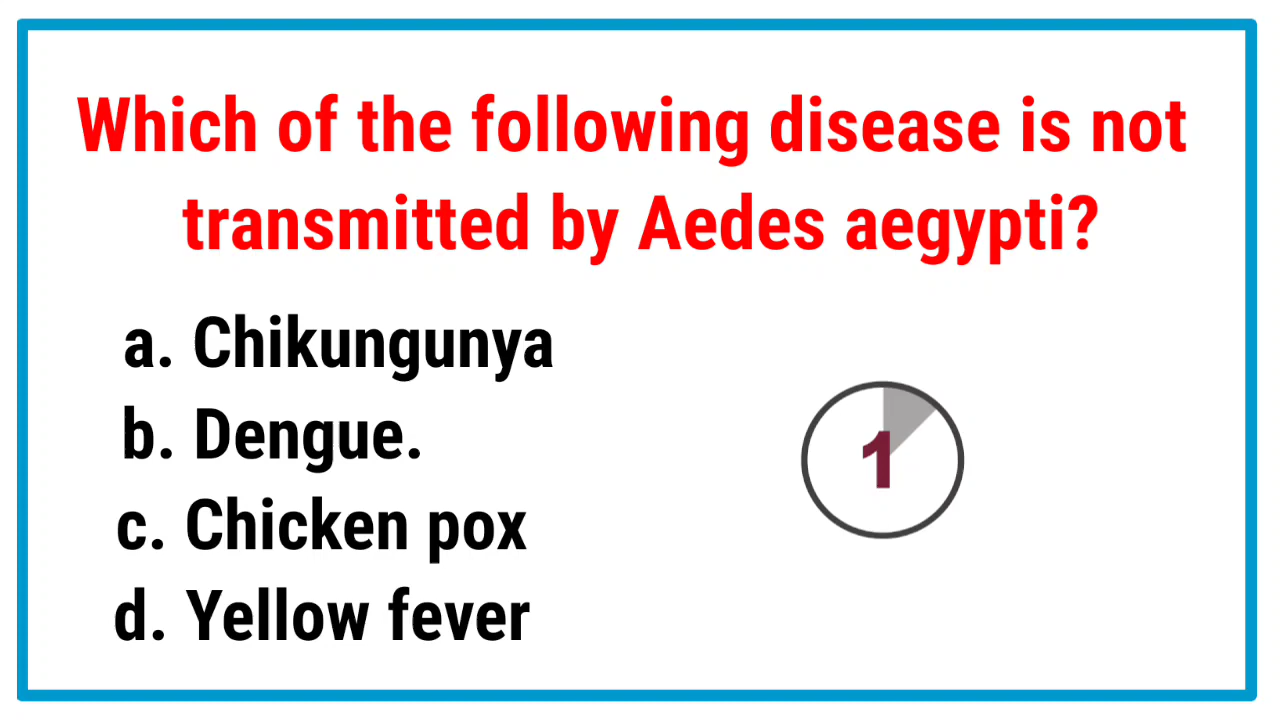 Which of the following disease is not
transmitted by Aedes aegypti?
a. Chikungunya
b. Dengue.
1
c. Chicken pox
d. Yellow fever